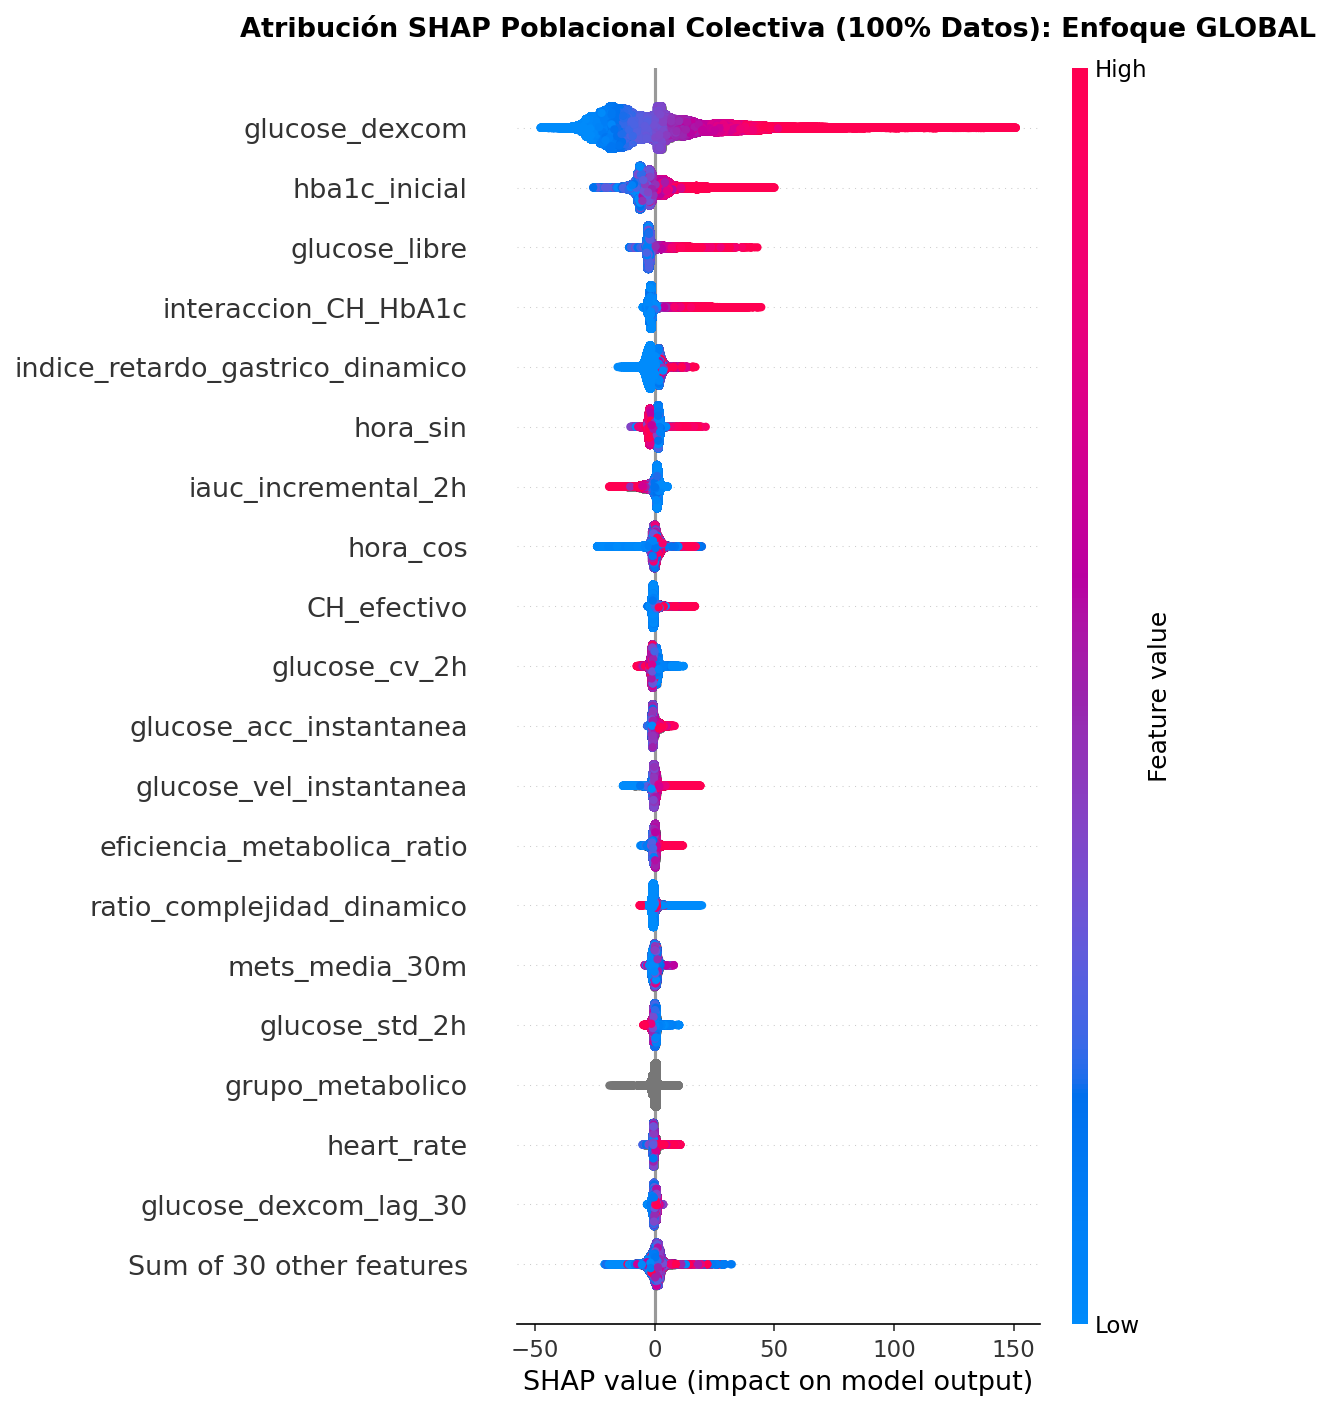 Atribución SHAP Poblacional Colectiva (100% Datos): Enfoque GLOBAL
High
glucose_dexcom
hba1c_inicial
glucose_libre
interaccion_CH_HbA1c
indice_retardo_gastrico_dinamico
hora_sin
iauc_incremental_2h
hora_cos
CH_efectivo
glucose_cv_2h
glucose_acc_instantanea
glucose_vel_instantanea
eficiencia_metabolica_ratio
ratio_complejidad_dinamico
mets_media_30m
glucose_std_2h
grupo_metabolico
heart_rate
glucose_dexcom_lag_30
Sum of 30 other features
Feature value
Low
−50 0 50 100 150
SHAP value (impact on model output)